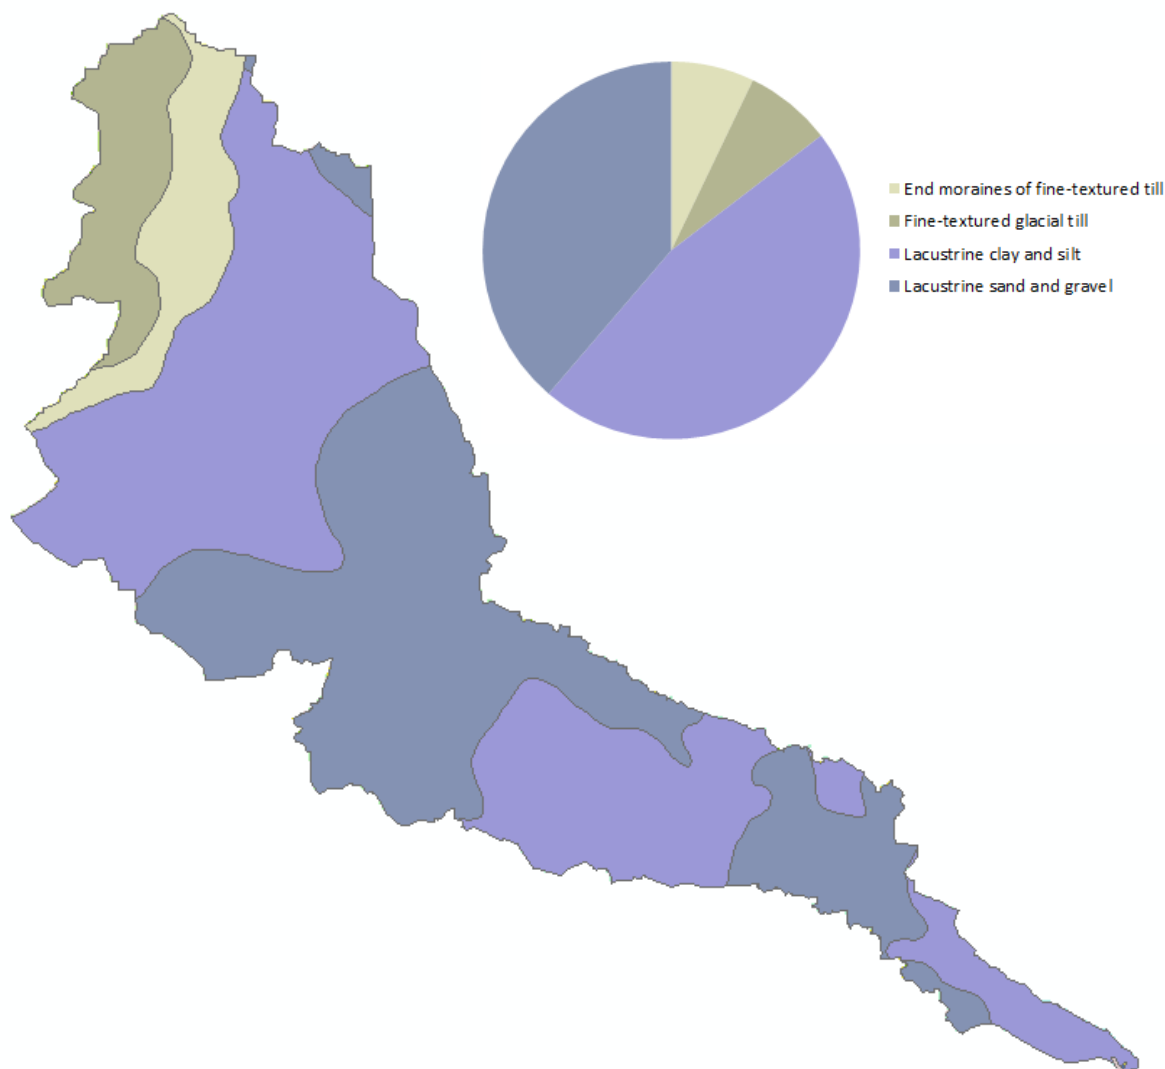 End moraines of fine-textured till
Fine-textured glacial till
Lacustrine clay and silt
Lacustrine sand and gravel